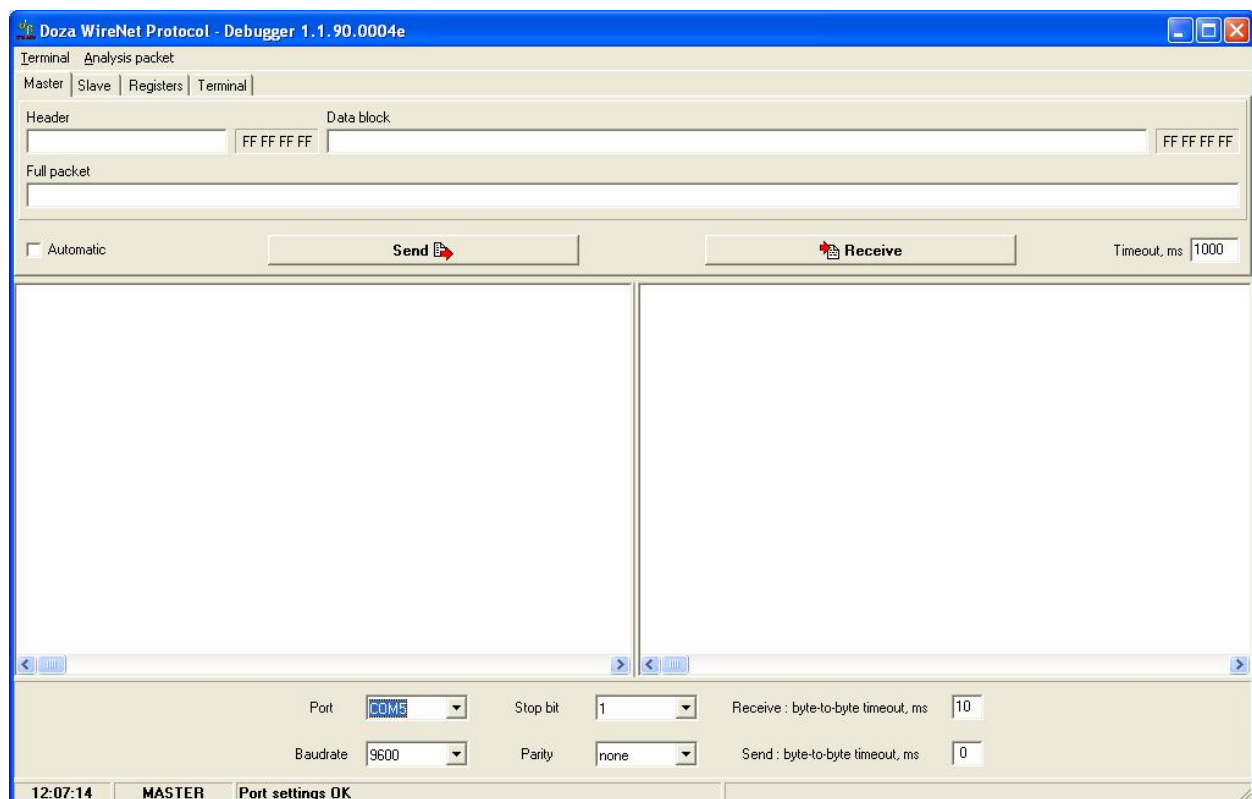 Doza WireNet Protocol - Debugger 1.1.90.0004e
Terminal Analysis packet
Master Slave Registers Terminal
Header Data block
FF FF FF FF FF FF FF FF
Full packet
Automatic Send Receive Timeout, ms 1000
Port COM5 Stop bit 1 Receive : byte-to-byte timeout, ms 10
Baudrate 9600 Parity none Send : byte-to-byte timeout, ms 0
12:07:14 MASTER Port settings OK